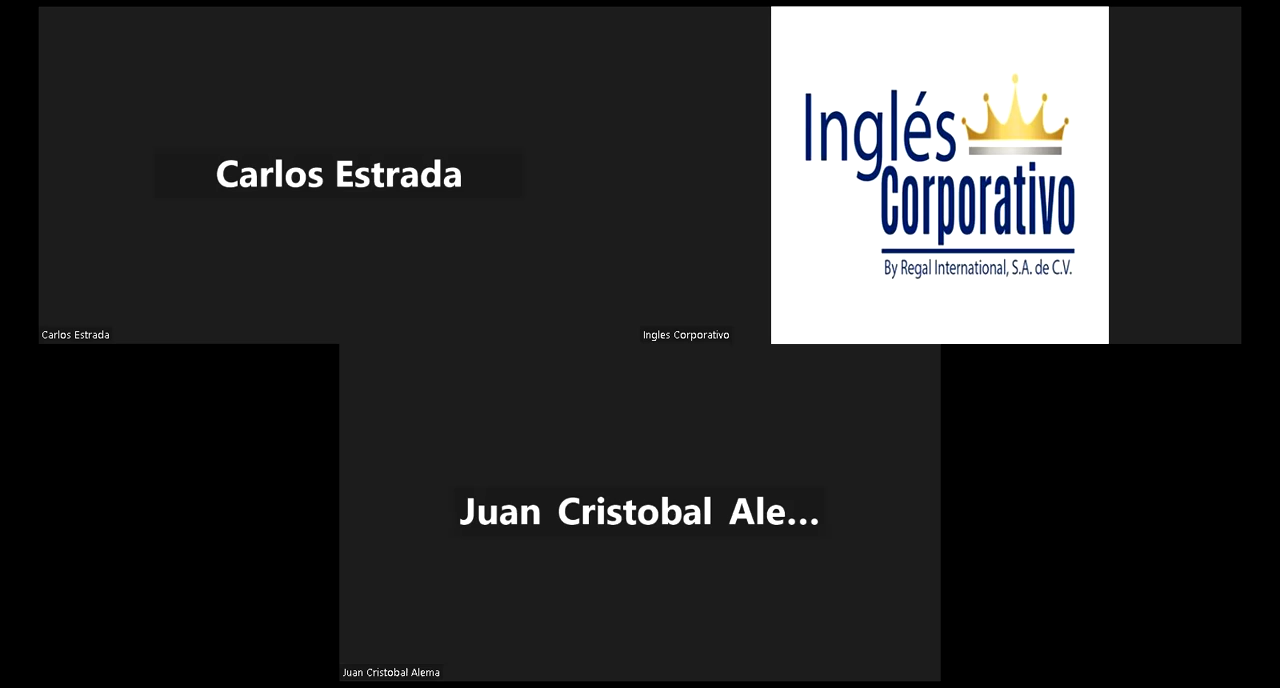 Carlos Estrada
Inglés
Corporativo
By Regal International, S.A. de C.V.
Carlos Estrada
Ingles Corporativo
Juan Cristobal Ale...
Juan Cristobal Alema